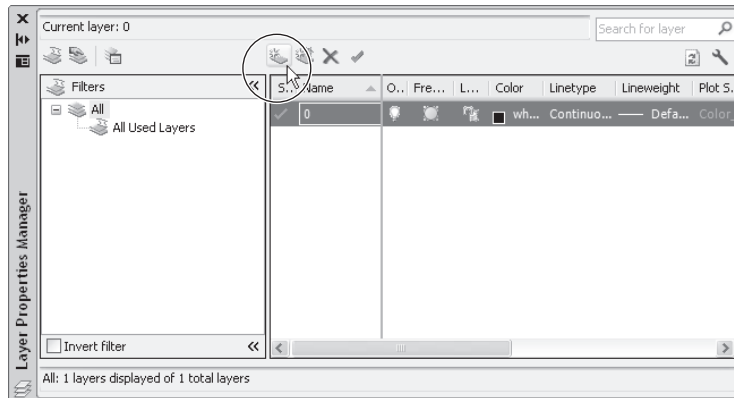 Current layer: 0
Search for layer
Filters
All
All Used Layers
S.. Name O.. Fre... L... Color Linetype Lineweight Plot S.
0 wh... Continuo... Defa... Color_
Invert filter
All: 1 layers displayed of 1 total layers
Layer Properties Manager